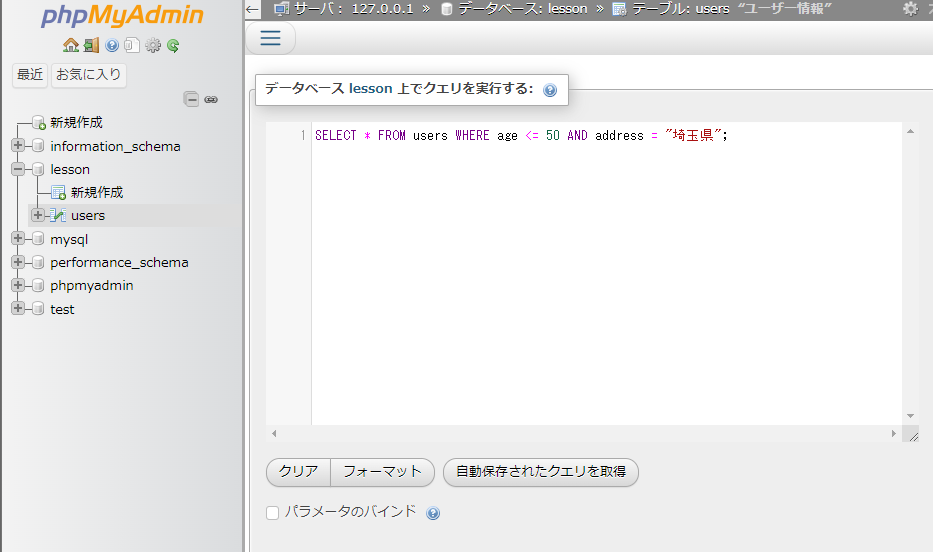 phpMyAdmin
最近 お気に入り
新規作成
information_schema
lesson
新規作成
users
mysql
performance_schema
phpmyadmin
test
← サーバ: 127.0.0.1 » データベース: lesson » テーブル: users “ユーザー情報”
データベース lesson 上でクエリを実行する:
1 SELECT * FROM users WHERE age <= 50 AND address = "埼玉県";
クリア フォーマット 自動保存されたクエリを取得
パラメータのバインド